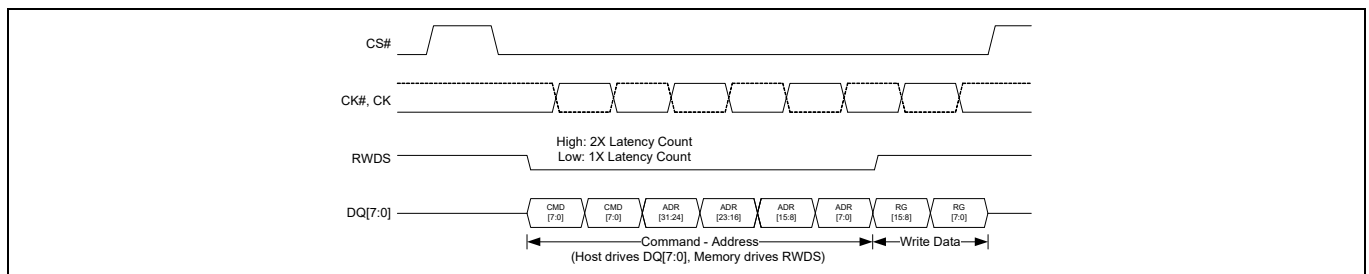 CS#
CK#, CK
High: 2X Latency Count
RWDS
Low: 1X Latency Count
DQ[7:0]
CMD
[7:0]
CMD
[7:0]
ADR
[31:24]
ADR
[23:16]
ADR
[15:8]
ADR
[7:0]
RG
[15:8]
RG
[7:0]
Command - Address
Write Data
(Host drives DQ[7:0], Memory drives RWDS)